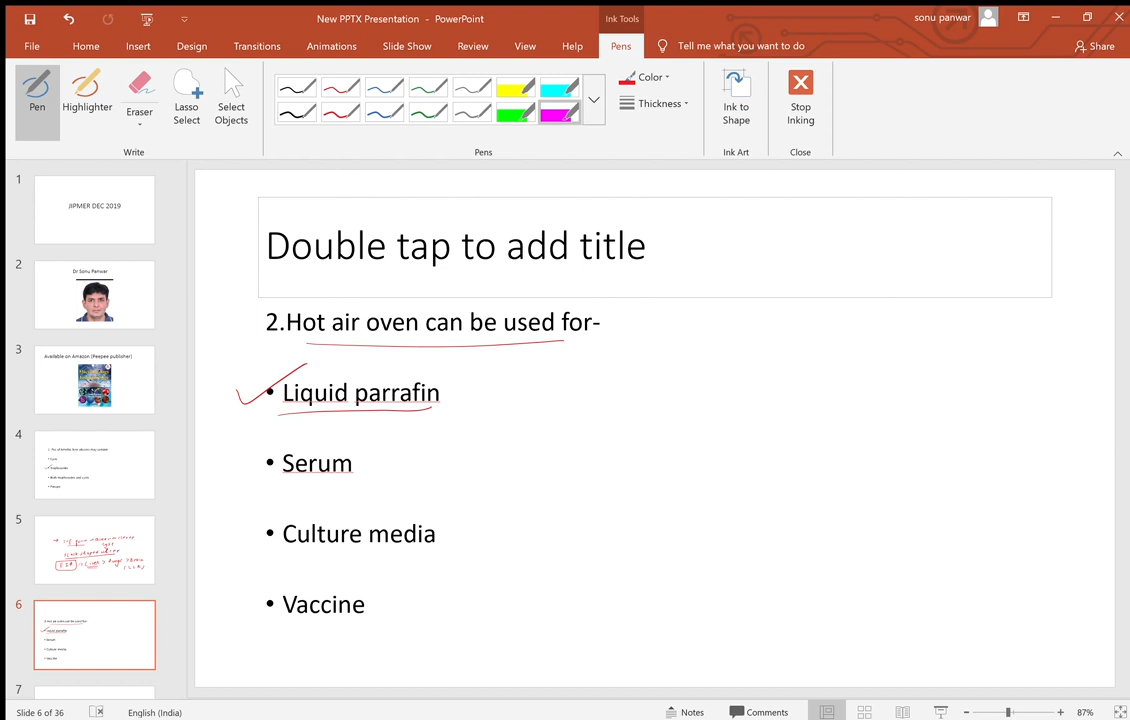 New PPTX Presentation - PowerPoint
Ink Tools
sonu panwar
File Home Insert Design Transitions Animations Slide Show Review View Help Pens Tell me what you want to do Share
Pen Highlighter Eraser Lasso Select Select Objects
Color
Thickness
Ink to Shape
Stop Inking
Write Pens Ink Art Close
1
JIPMER DEC 2019
2
Dr Sonu Panwar
3
Available on Amazon (Peepee publisher)
4
5
6
7
Double tap to add title
2.Hot air oven can be used for-
• Liquid parrafin
• Serum
• Culture media
• Vaccine
Slide 6 of 36 English (India) Notes Comments 87%